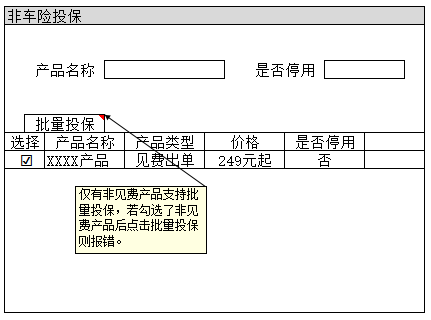 非车险投保
产品名称 是否停用
批量投保
选择 产品名称 产品类型 价格 是否停用
XXXX产品 见费出单 249元起 否
仅有非见费产品支持批
量投保，若勾选了非见
费产品后点击批量投保
则报错。